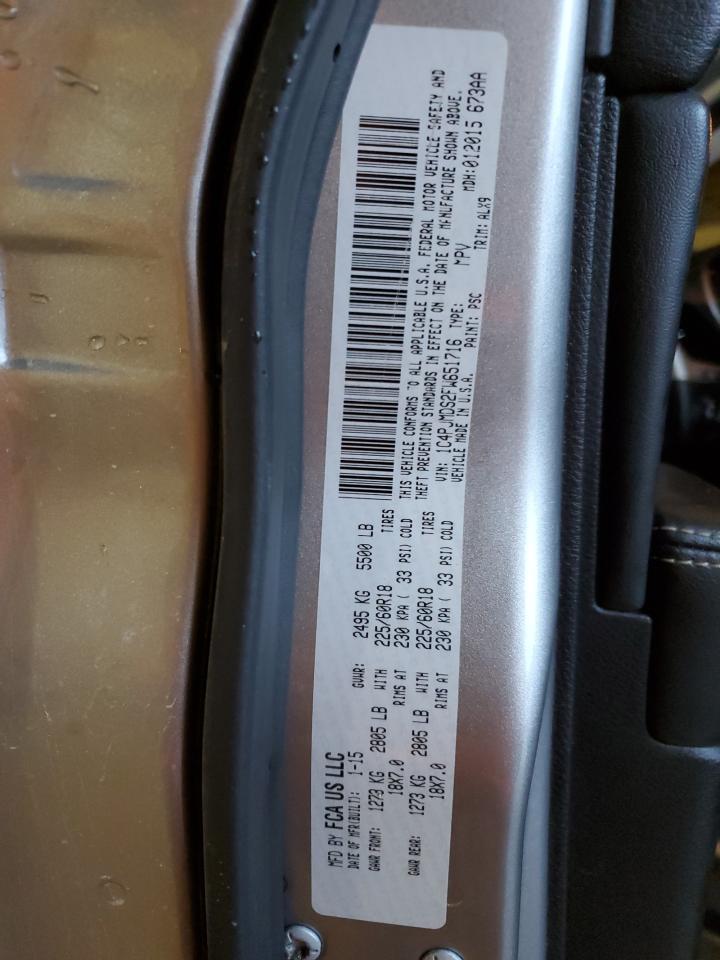 MFD BY FCA US LLC
DATE OF MFR(BUILT): 1-15 GVWR: 2495 KG 5500 LB
GAWR FRONT: 1273 KG 2805 LB WITH 225/60R18 TIRES
18X7.0 RIMS AT 230 KPA ( 33 PSI) COLD
GAWR REAR: 1273 KG 2805 LB WITH 225/60R18 TIRES
18X7.0 RIMS AT 230 KPA ( 33 PSI) COLD
THIS VEHICLE CONFORMS TO ALL APPLICABLE U.S.A. FEDERAL MOTOR VEHICLE SAFETY AND
THEFT PREVENTION STANDARDS IN EFFECT ON THE DATE OF MANUFACTURE SHOWN ABOVE.
VIN: 1C4PJMDS2FW651716 TYPE: MPV MDH:012015 673AA
VEHICLE MADE IN U.S.A. PAINT: PSC TRIM: ALX9